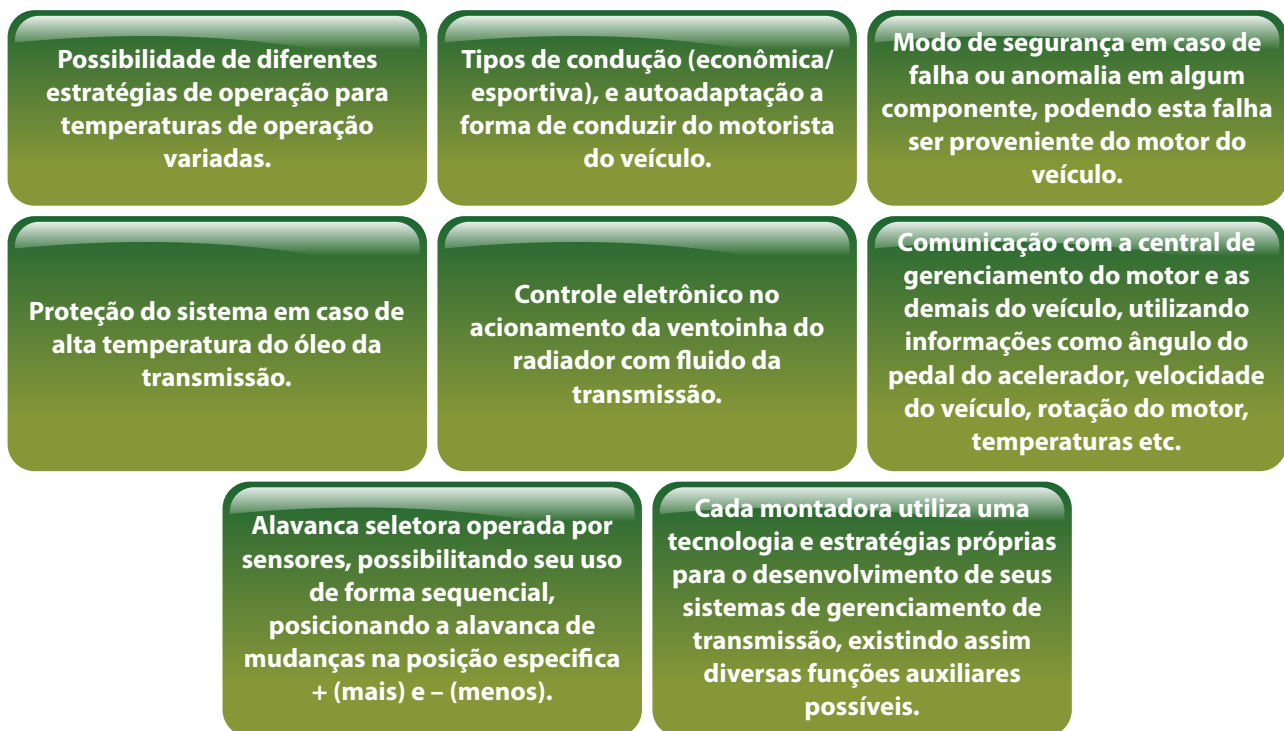 Possibilidade de diferentes
estratégias de operação para
temperaturas de operação
variadas.
Tipos de condução (econômica/
esportiva), e autoadaptação a
forma de conduzir do motorista
do veículo.
Modo de segurança em caso de
falha ou anomalia em algum
componente, podendo esta falha
ser proveniente do motor do
veículo.
Proteção do sistema em caso de
alta temperatura do óleo da
transmissão.
Controle eletrônico no
acionamento da ventoinha do
radiador com fluido da
transmissão.
Comunicação com a central de
gerenciamento do motor e as
demais do veículo, utilizando
informações como ângulo do
pedal do acelerador, velocidade
do veículo, rotação do motor,
temperaturas etc.
Alavanca seletora operada por
sensores, possibilitando seu uso
de forma sequencial,
posicionando a alavanca de
mudanças na posição especifica
+ (mais) e – (menos).
Cada montadora utiliza uma
tecnologia e estratégias próprias
para o desenvolvimento de seus
sistemas de gerenciamento de
transmissão, existindo assim
diversas funções auxiliares
possíveis.